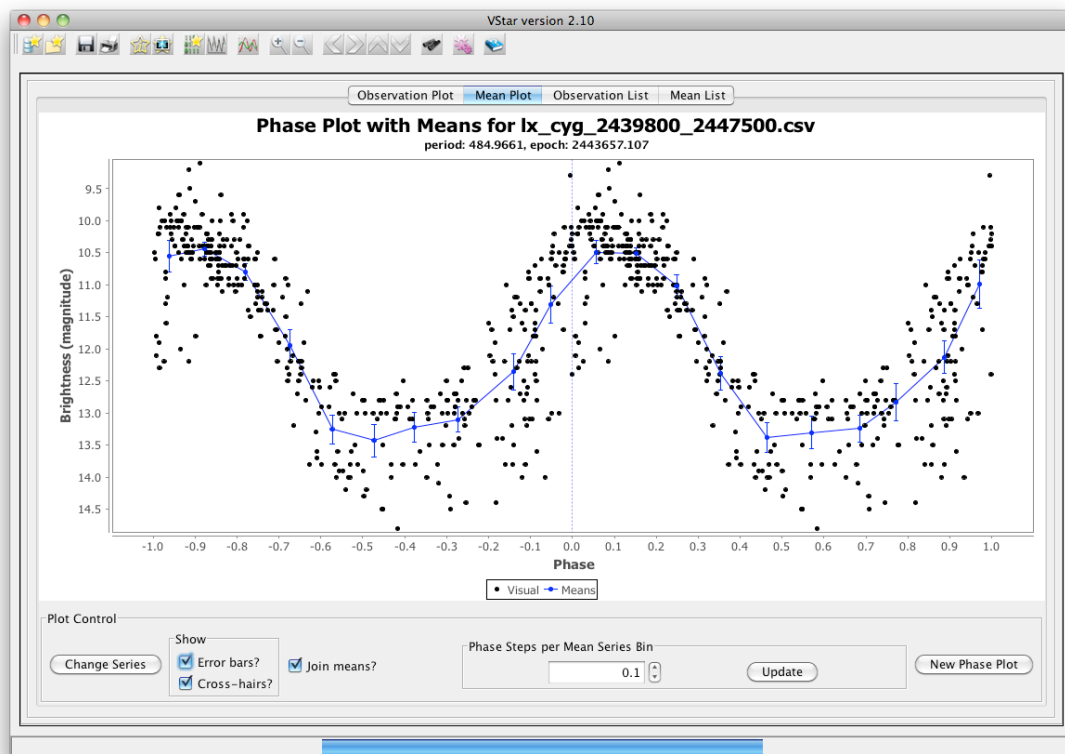 VStar version 2.10
Observation Plot Mean Plot Observation List Mean List
Phase Plot with Means for lx_cyg_2439800_2447500.csv
period: 484.9661, epoch: 2443657.107
Brightness (magnitude)
9.5
10.0
10.5
11.0
11.5
12.0
12.5
13.0
13.5
14.0
14.5
-1.0 -0.9 -0.8 -0.7 -0.6 -0.5 -0.4 -0.3 -0.2 -0.1 0.0 0.1 0.2 0.3 0.4 0.5 0.6 0.7 0.8 0.9 1.0
Phase
Visual Means
Plot Control
Change Series
Show
Error bars?
Cross-hairs?
Join means?
Phase Steps per Mean Series Bin
0.1
Update
New Phase Plot